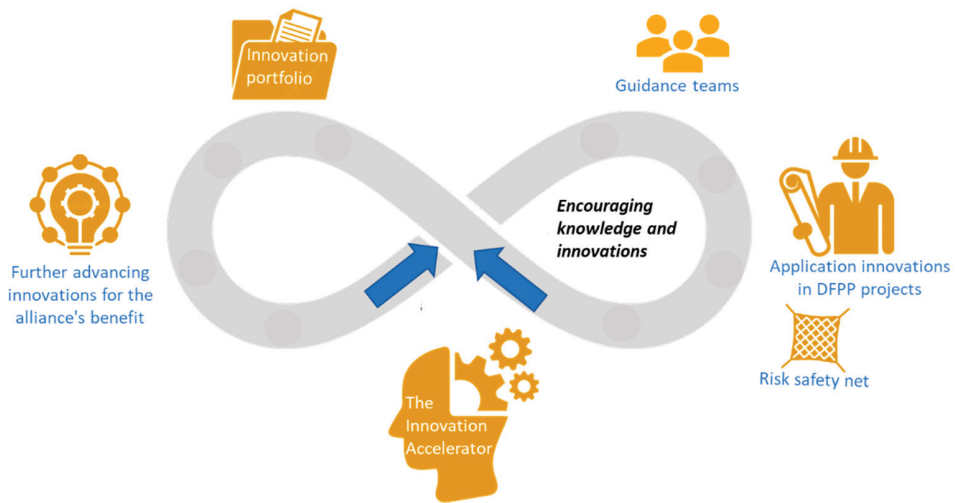 Innovation
portfolio
Guidance teams
Encouraging
knowledge and
innovations
Further advancing
innovations for the
alliance's benefit
Application innovations
in DFPP projects
Risk safety net
The
Innovation
Accelerator